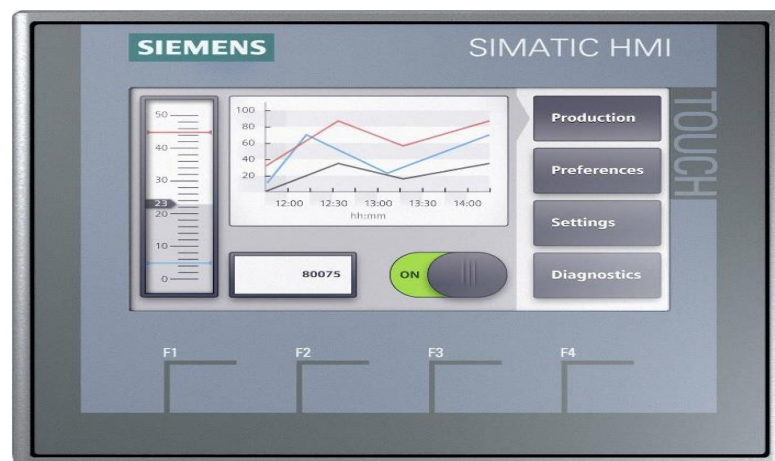 SIEMENS
SIMATIC HMI
TOUCH
50
40
30
23
20
10
0
100
80
60
40
20
12:00 12:30 13:00 13:30 14:00
hh:mm
80075
ON
Production
Preferences
Settings
Diagnostics
F1 F2 F3 F4